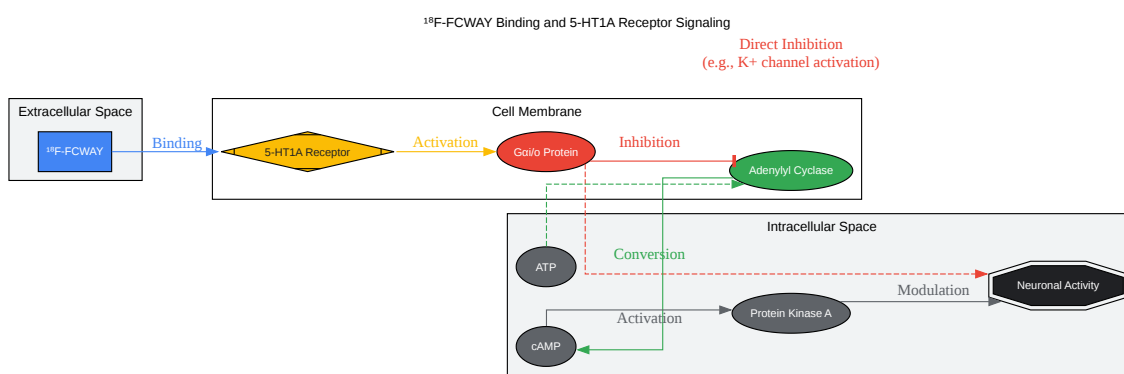 ¹⁸F-FCWAY Binding and 5-HT1A Receptor Signaling
Direct Inhibition
(e.g., K+ channel activation)
Extracellular Space
Cell Membrane
¹⁸F-FCWAY
Binding
5-HT1A Receptor
Activation
Gαi/o Protein
Inhibition
Adenylyl Cyclase
Intracellular Space
ATP
Conversion
Neuronal Activity
Modulation
Protein Kinase A
Activation
cAMP